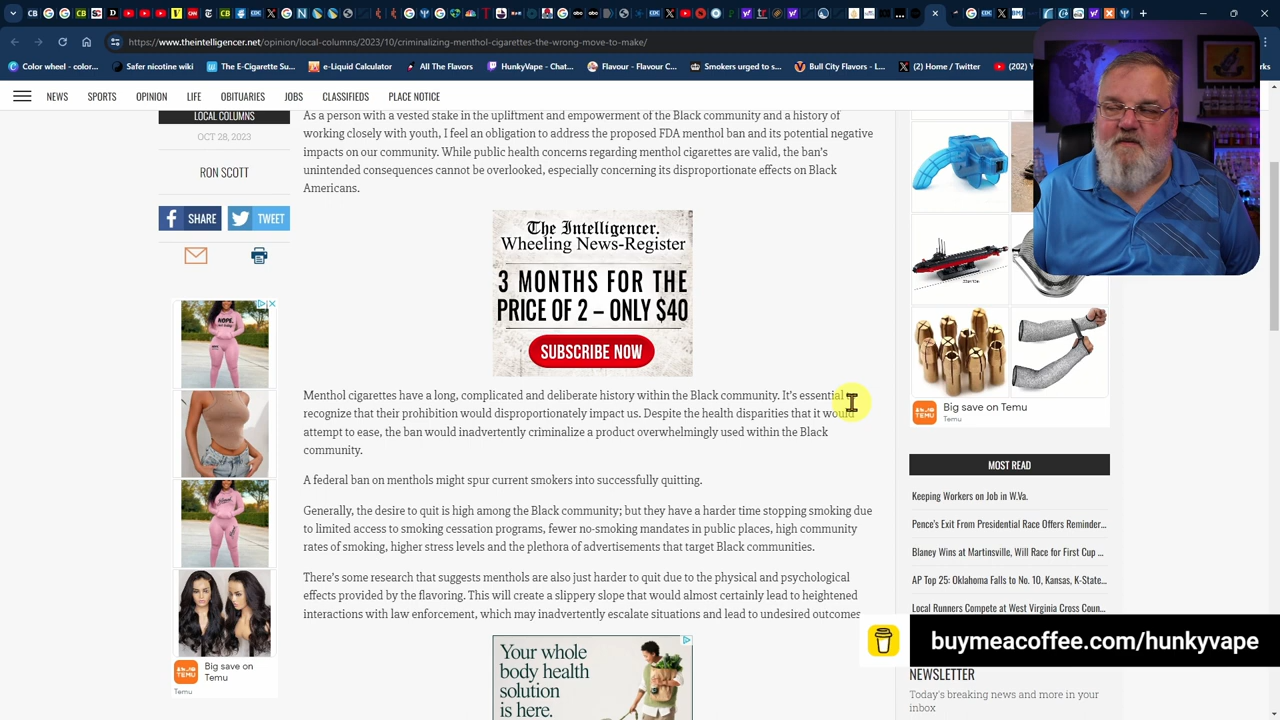 CB
https://www.theintelligencer.net/opinion/local-columns/2023/10/criminalizing-menthol-cigarettes-the-wrong-move-to-make/
Color wheel - color...
Safer nicotine wiki
The E-Cigarette Su...
e-Liquid Calculator
All The Flavors
HunkyVape - Chat...
Flavour - Flavour C...
Smokers urged to s...
Bull City Flavors - I...
(2) Home / Twitter
NEWS
SPORTS
OPINION
LIFE
OBITUARIES
JOBS
CLASSIFIEDS
PLACE NOTICE
LOCAL COLUMNS
OCT 28, 2023
RON SCOTT
SHARE
TWEET
As a person with a vested stake in the upliftment and empowerment of the Black community and a history of
working closely with youth, I feel an obligation to address the proposed FDA menthol ban and its potential negative
impacts on our community. While public health concerns regarding menthol cigarettes are valid, the ban's
unintended consequences cannot be overlooked, especially concerning its disproportionate effects on Black
Americans.
The Intelligencer.
Wheeling News-Register
3 MONTHS FOR THE
PRICE OF 2 – ONLY $40
SUBSCRIBE NOW
Menthol cigarettes have a long, complicated and deliberate history within the Black community. It's essential
recognize that their prohibition would disproportionately impact us. Despite the health disparities that it would
attempt to ease, the ban would inadvertently criminalize a product overwhelmingly used within the Black
community.
A federal ban on menthols might spur current smokers into successfully quitting.
Generally, the desire to quit is high among the Black community; but they have a harder time stopping smoking due
to limited access to smoking cessation programs, fewer no-smoking mandates in public places, high community
rates of smoking, higher stress levels and the plethora of advertisements that target Black communities.
There's some research that suggests menthols are also just harder to quit due to the physical and psychological
effects provided by the flavoring. This will create a slippery slope that would almost certainly lead to heightened
interactions with law enforcement, which may inadvertently escalate situations and lead to undesired outcomes
Your whole
body health
solution
is here.
NOPE.
Big save on
Temu
TEMU
Temu
Big save on Temu
Temu
MOST READ
Keeping Workers on Job in W.Va.
Pence's Exit From Presidential Race Offers Reminder...
Blaney Wins at Martinsville, Will Race for First Cup ...
AP Top 25: Oklahoma Falls to No. 10, Kansas, K-State...
Local Runners Compete at West Virginia Cross Coun...
buymeacoffee.com/hunkyvape
NEWSLETTER
Today's breaking news and more in your
inbox